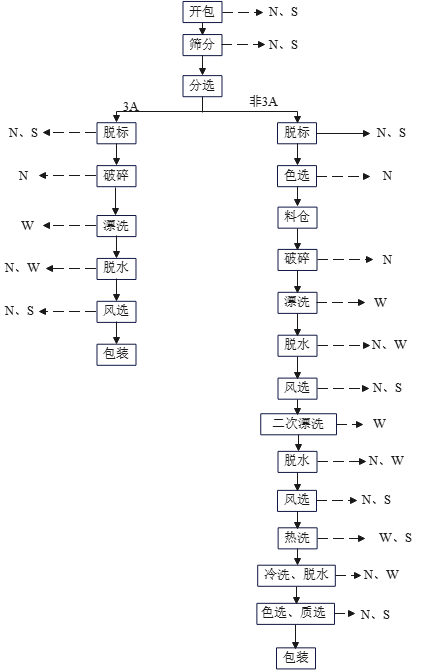 开包 N、S
筛分 N、S
分选
3A 非3A
N、S 脱标 脱标 N、S
N 破碎 色选 N
料仓
W 漂洗
破碎 N
N、W 脱水
漂洗 W
N、S 风选
脱水 N、W
包装
风选 N、S
二次漂洗 W
脱水 N、W
风选 N、S
热洗 W、S
冷洗、脱水 N、W
色选、质选 N、S
包装